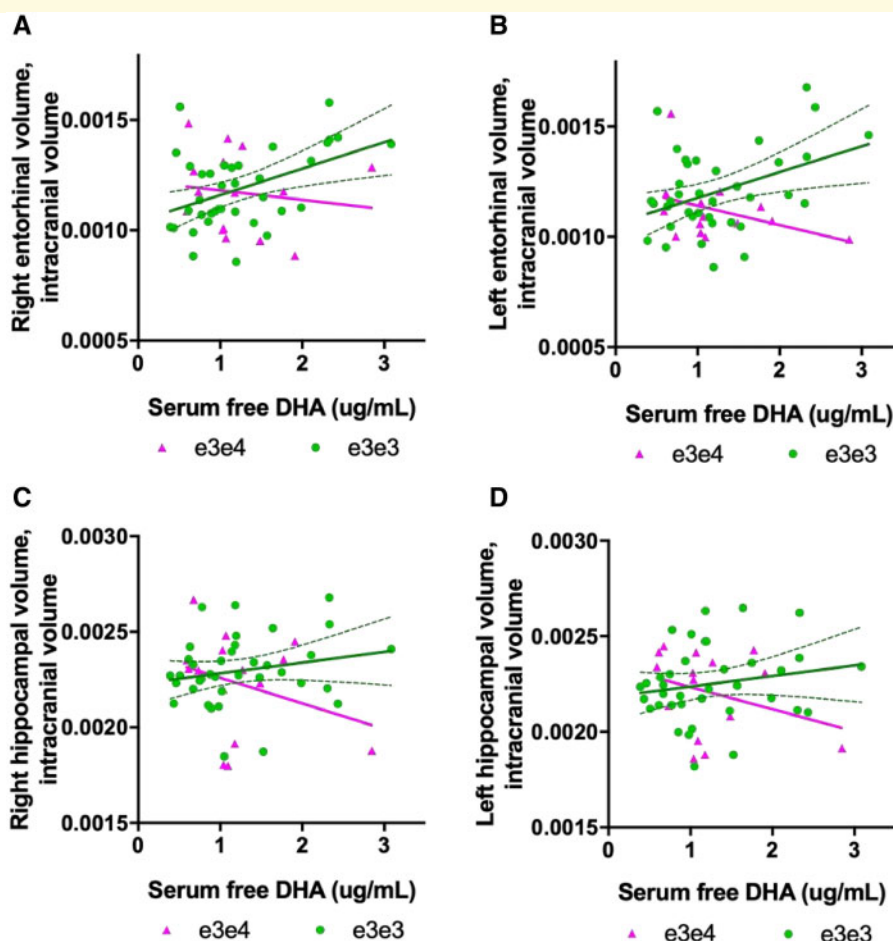 A
Right entorhinal volume,
intracranial volume
0.0015
0.0010
0.0005
0 1 2 3
Serum free DHA (ug/mL)
e3e4 e3e3
B
Left entorhinal volume,
intracranial volume
0.0015
0.0010
0.0005
0 1 2 3
Serum free DHA (ug/mL)
e3e4 e3e3
C
Right hippocampal volume,
intracranial volume
0.0030
0.0025
0.0020
0.0015
0 1 2 3
Serum free DHA (ug/mL)
e3e4 e3e3
D
Left hippocampal volume,
intracranial volume
0.0030
0.0025
0.0020
0.0015
0 1 2 3
Serum free DHA (ug/mL)
e3e4 e3e3